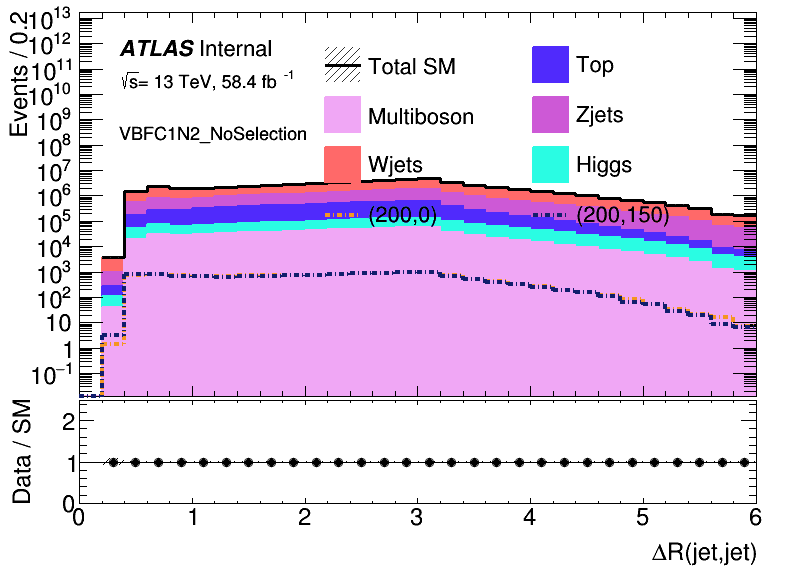 Events / 0.2
10^13
10^12
10^11
10^10
10^9
10^8
10^7
10^6
10^5
10^4
10^3
10^2
10
1
10^−1
ATLAS Internal
√s= 13 TeV, 58.4 fb^-1
VBFC1N2_NoSelection
Total SM
Top
Multiboson
Zjets
Wjets
Higgs
(200,0)
(200,150)
Data / SM
2
1
0
0 1 2 3 4 5 6
ΔR(jet,jet)